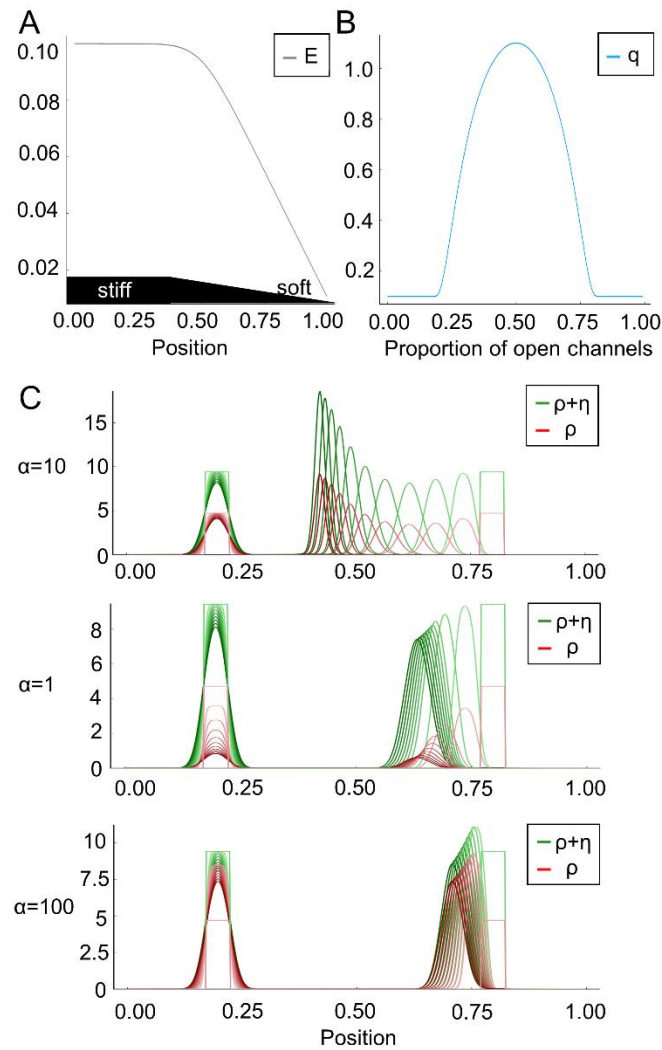 A
B
0.10
0.10
0.06
0.04
0.02
E
stiff
soft
0.00 0.25 0.50 0.75 1.00
Position
1.0
0.8
0.6
0.4
0.2
q
0.00 0.25 0.50 0.75 1.00
Proportion of open channels
C
α=10
15
10
5
0
ρ+η
ρ
0.00 0.25 0.50 0.75 1.00
α=1
8
6
4
2
0
ρ+η
ρ
0.00 0.25 0.50 0.75 1.00
α=100
10
7.5
5
2.5
0
ρ+η
ρ
0.00 0.25 0.50 0.75 1.00
Position